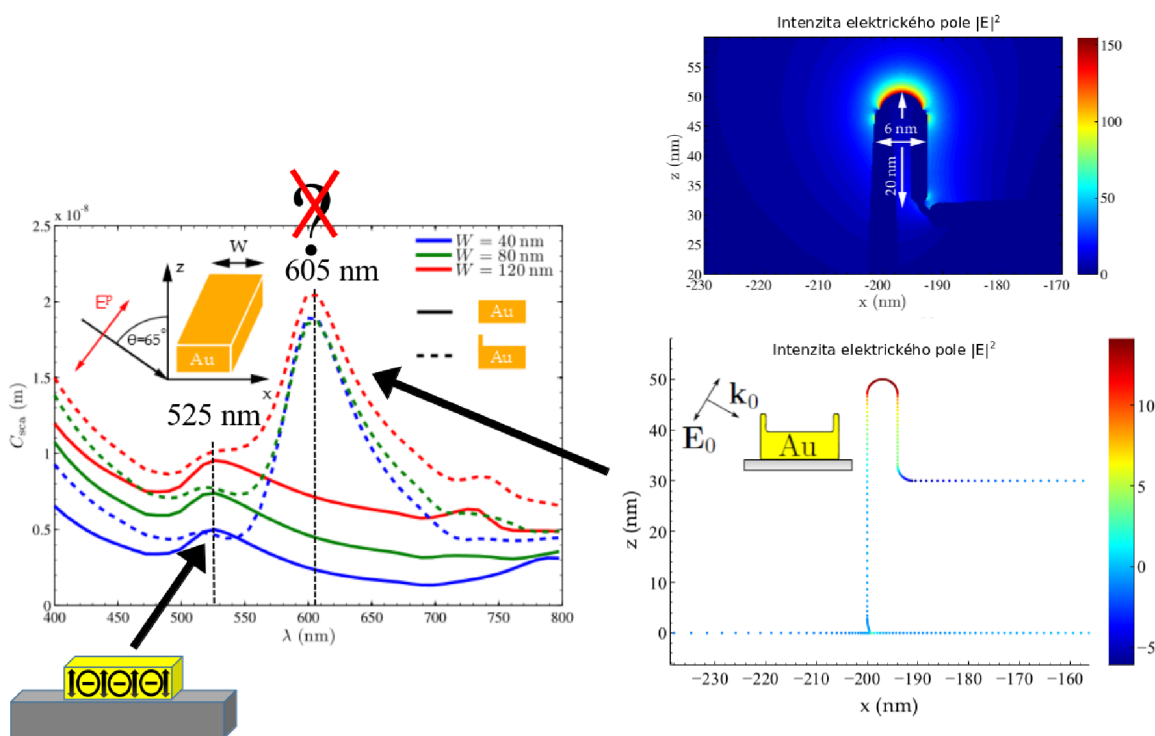 ?
605 nm
x 10⁻⁸
2.5
2
1.5
1
0.5
0
C_sca (m)
W = 40 nm
W = 80 nm
W = 120 nm
Au
Au
W
z
Eᵖ
θ=65°
Au
x
525 nm
400 450 500 550 600 650 700 750 800
λ (nm)
Intenzita elektrického pole |E|²
55
50
45
40
35
30
25
20
z (nm)
6 nm
20 nm
-230 -220 -210 -200 -190 -180 -170
x (nm)
150
100
50
0
Intenzita elektrického pole |E|²
50
40
30
20
10
0
z (nm)
k₀
E₀
Au
−230 −220 −210 −200 −190 −180 −170 −160
x (nm)
10
5
0
−5